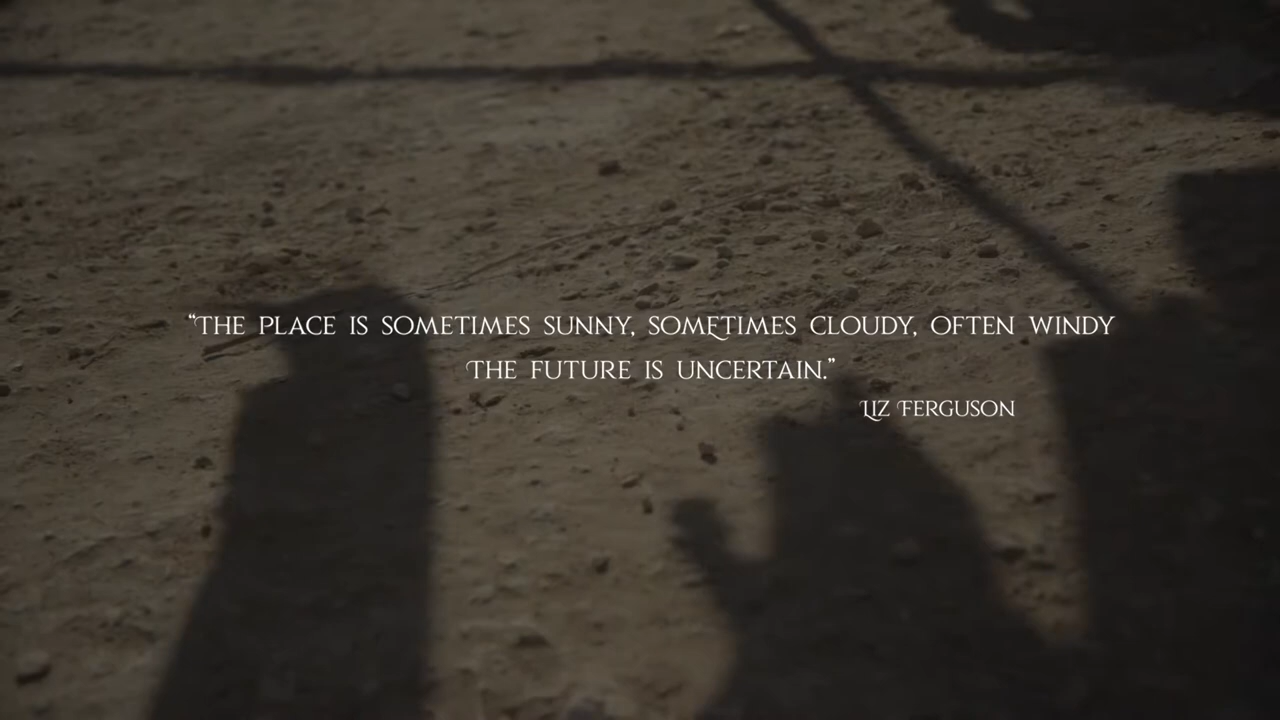 “THE PLACE IS SOMETIMES SUNNY, SOMETIMES CLOUDY, OFTEN WINDY
THE FUTURE IS UNCERTAIN.”
LIZ FERGUSON